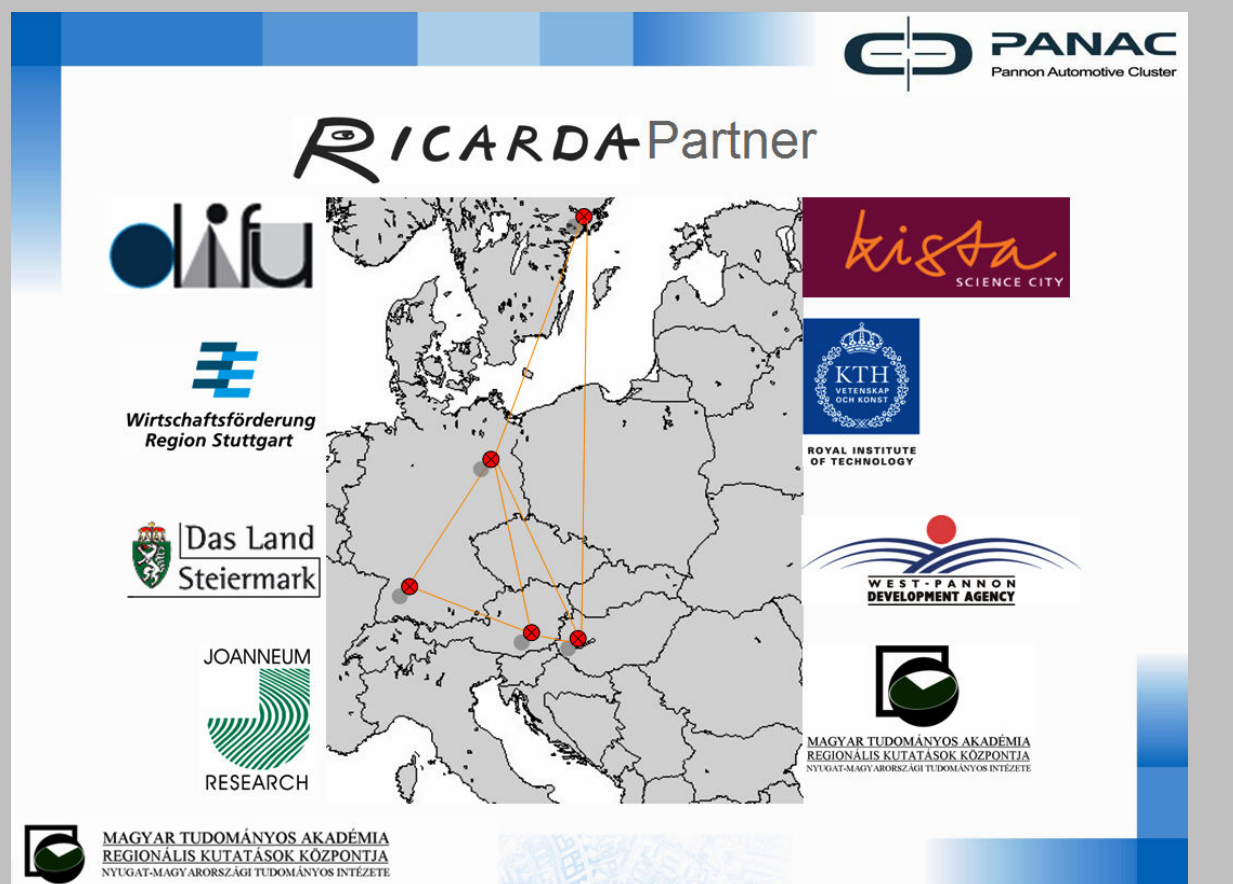 PANAC
Pannon Automotive Cluster
RICARDA Partner
difu
Wirtschaftsförderung
Region Stuttgart
Das Land
Steiermark
JOANNEUM
RESEARCH
kista
SCIENCE CITY
KTH
VETENSKAP
OCH KONST
ROYAL INSTITUTE
OF TECHNOLOGY
WEST-PANNON
DEVELOPMENT AGENCY
MAGYAR TUDOMÁNYOS AKADÉMIA
REGIONÁLIS KUTATÁSOK KÖZPONTJA
NYUGAT-MAGYARORSZÁGI TUDOMÁNYOS INTÉZETE
MAGYAR TUDOMÁNYOS AKADÉMIA
REGIONÁLIS KUTATÁSOK KÖZPONTJA
NYUGAT-MAGYARORSZÁGI TUDOMÁNYOS INTÉZETE